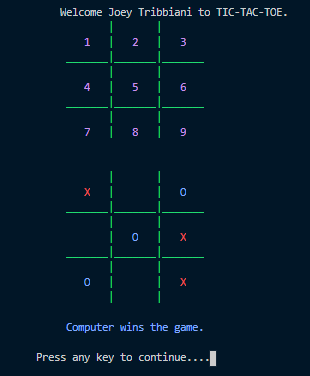 Welcome Joey Tribbiani to TIC-TAC-TOE.
1 | 2 | 3
4 | 5 | 6
7 | 8 | 9
X | | O
| O | X
O | | X
Computer wins the game.
Press any key to continue....